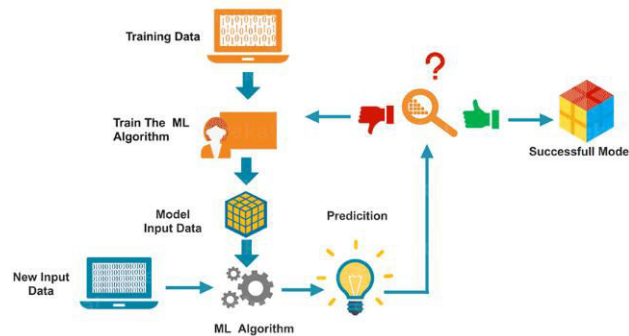 Training Data
?
Train The ML
Algorithm
Successfull Mode
Model
Input Data
Predicition
New Input
Data
ML Algorithm